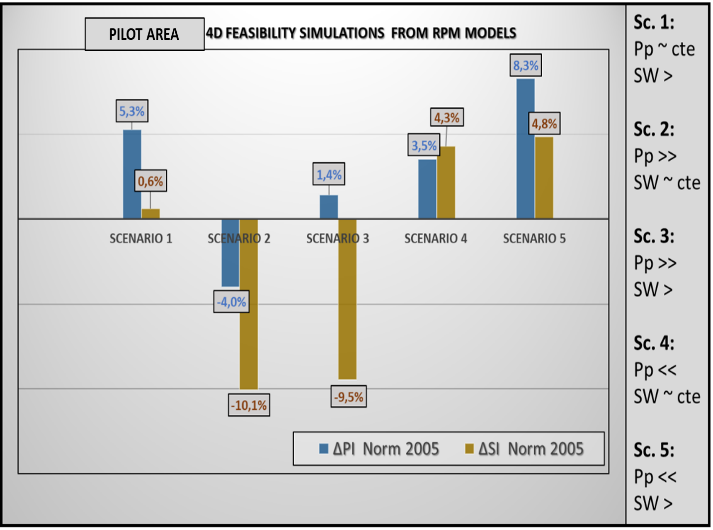 PILOT AREA
4D FEASIBILITY SIMULATIONS FROM RPM MODELS
5,3%
0,6%
1,4%
3,5%
4,3%
8,3%
4,8%
SCENARIO 1
SCENARIO 2
SCENARIO 3
SCENARIO 4
SCENARIO 5
-4,0%
-10,1%
-9,5%
ΔPI Norm 2005
ΔSI Norm 2005
Sc. 1:
Pp ~ cte
SW >
Sc. 2:
Pp >>
SW ~ cte
Sc. 3:
Pp >>
SW >
Sc. 4:
Pp <<
SW ~ cte
Sc. 5:
Pp <<
SW >